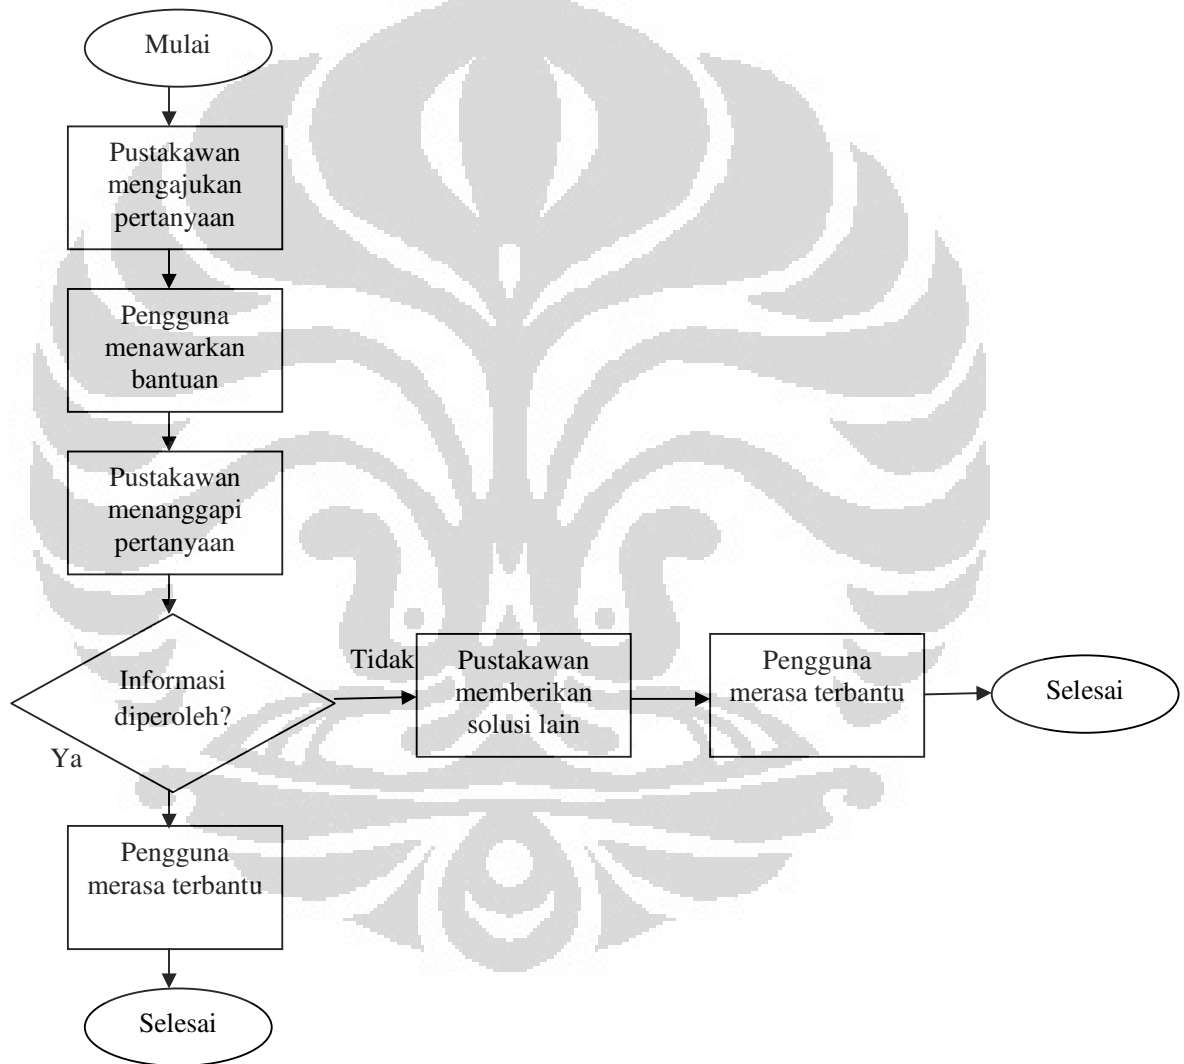 Mulai
Pustakawan
mengajukan
pertanyaan
Pengguna
menawarkan
bantuan
Pustakawan
menanggapi
pertanyaan
Informasi
diperoleh?
Tidak
Pustakawan
memberikan
solusi lain
Pengguna
merasa terbantu
Selesai
Ya
Pengguna
merasa terbantu
Selesai